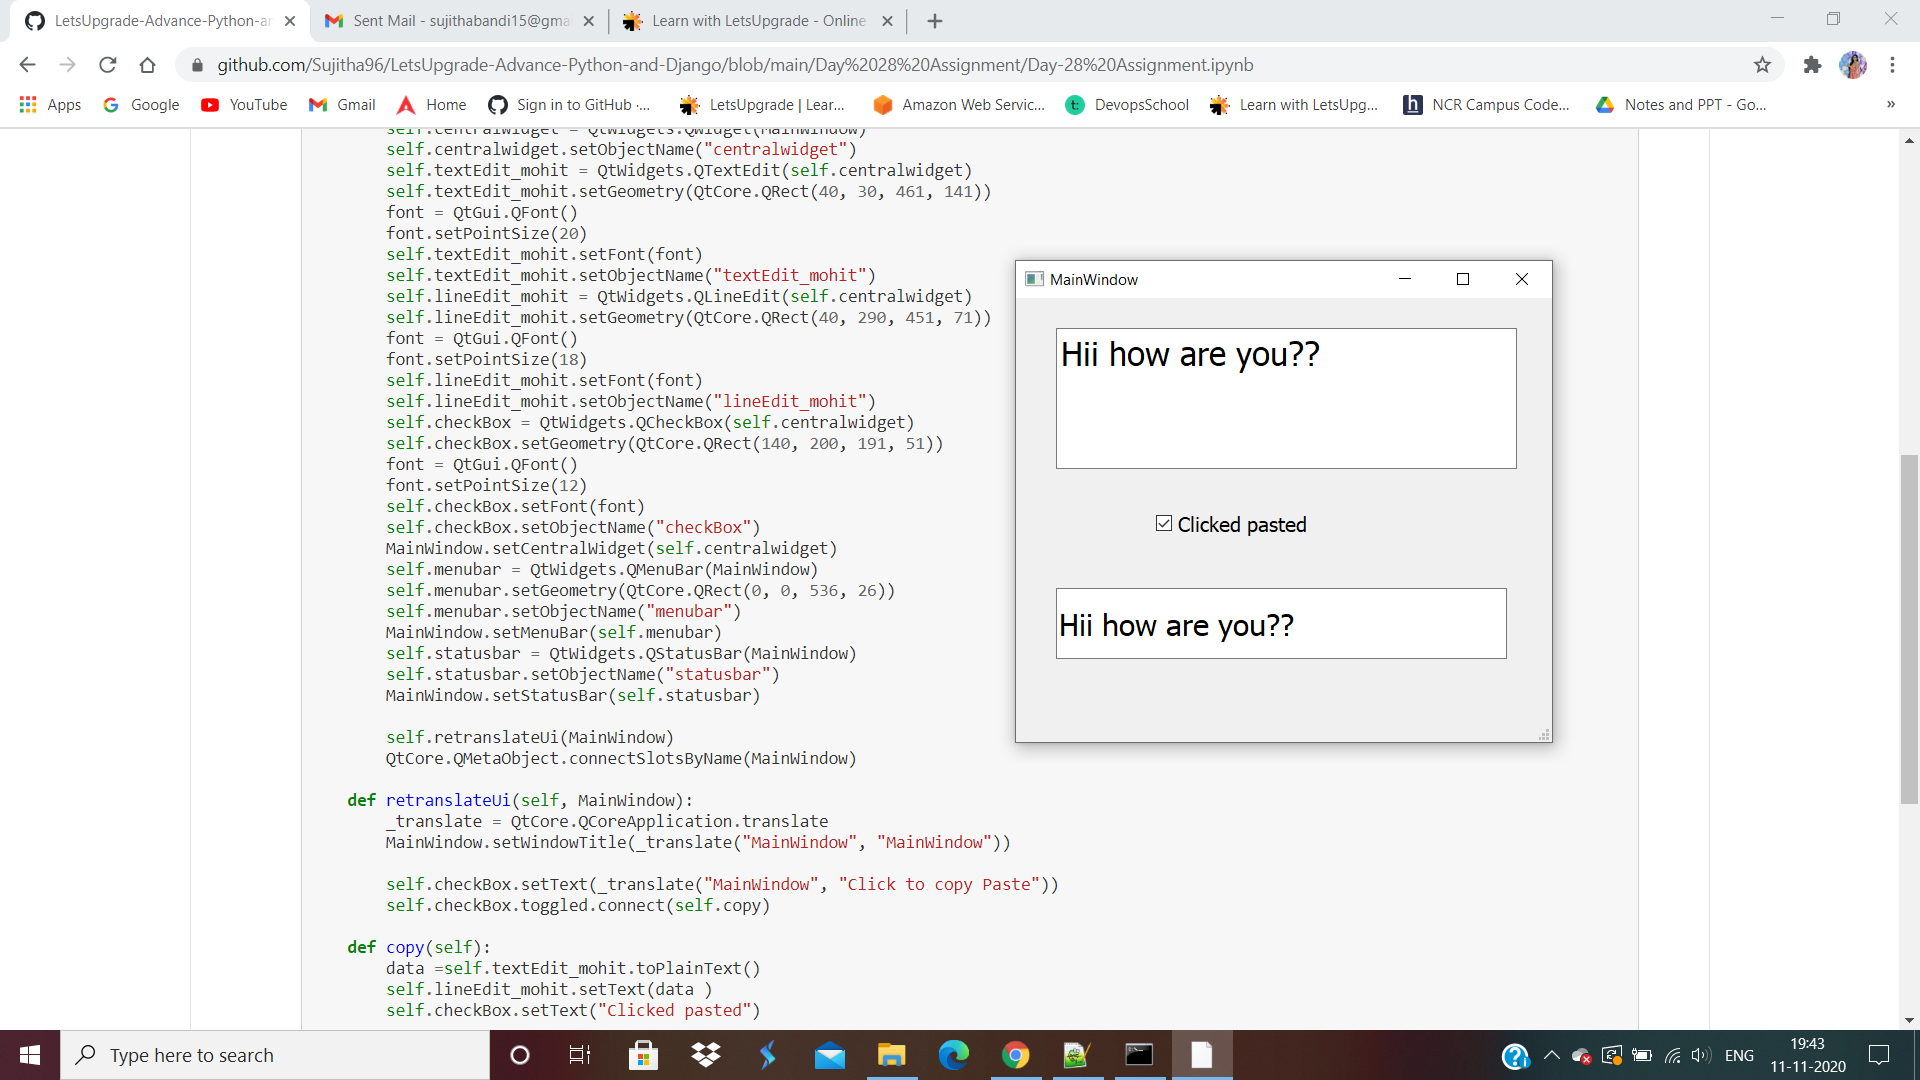 LetsUpgrade-Advance-Python-an
Sent Mail - sujithabandi15@gma
Learn with LetsUpgrade - Online
github.com/Sujitha96/LetsUpgrade-Advance-Python-and-Django/blob/main/Day%2028%20Assignment/Day-28%20Assignment.ipynb
Apps Google YouTube Gmail Home Sign in to GitHub ·... LetsUpgrade | Lear... Amazon Web Servic... DevopsSchool Learn with LetsUpg... NCR Campus Code... Notes and PPT - Go... »
self.centralwidget = QtWidgets.QWidget(MainWindow)
self.centralwidget.setObjectName("centralwidget")
self.textEdit_mohit = QtWidgets.QTextEdit(self.centralwidget)
self.textEdit_mohit.setGeometry(QtCore.QRect(40, 30, 461, 141))
font = QtGui.QFont()
font.setPointSize(20)
self.textEdit_mohit.setFont(font)
self.textEdit_mohit.setObjectName("textEdit_mohit")
self.lineEdit_mohit = QtWidgets.QLineEdit(self.centralwidget)
self.lineEdit_mohit.setGeometry(QtCore.QRect(40, 290, 451, 71))
font = QtGui.QFont()
font.setPointSize(18)
self.lineEdit_mohit.setFont(font)
self.lineEdit_mohit.setObjectName("lineEdit_mohit")
self.checkBox = QtWidgets.QCheckBox(self.centralwidget)
self.checkBox.setGeometry(QtCore.QRect(140, 200, 191, 51))
font = QtGui.QFont()
font.setPointSize(12)
self.checkBox.setFont(font)
self.checkBox.setObjectName("checkBox")
MainWindow.setCentralWidget(self.centralwidget)
self.menubar = QtWidgets.QMenuBar(MainWindow)
self.menubar.setGeometry(QtCore.QRect(0, 0, 536, 26))
self.menubar.setObjectName("menubar")
MainWindow.setMenuBar(self.menubar)
self.statusbar = QtWidgets.QStatusBar(MainWindow)
self.statusbar.setObjectName("statusbar")
MainWindow.setStatusBar(self.statusbar)
self.retranslateUi(MainWindow)
QtCore.QMetaObject.connectSlotsByName(MainWindow)
def retranslateUi(self, MainWindow):
_translate = QtCore.QCoreApplication.translate
MainWindow.setWindowTitle(_translate("MainWindow", "MainWindow"))
self.checkBox.setText(_translate("MainWindow", "Click to copy Paste"))
self.checkBox.toggled.connect(self.copy)
def copy(self):
data =self.textEdit_mohit.toPlainText()
self.lineEdit_mohit.setText(data )
self.checkBox.setText("Clicked pasted")
MainWindow
Hii how are you??
Clicked pasted
Hii how are you??
Type here to search
ENG
19:43
11-11-2020